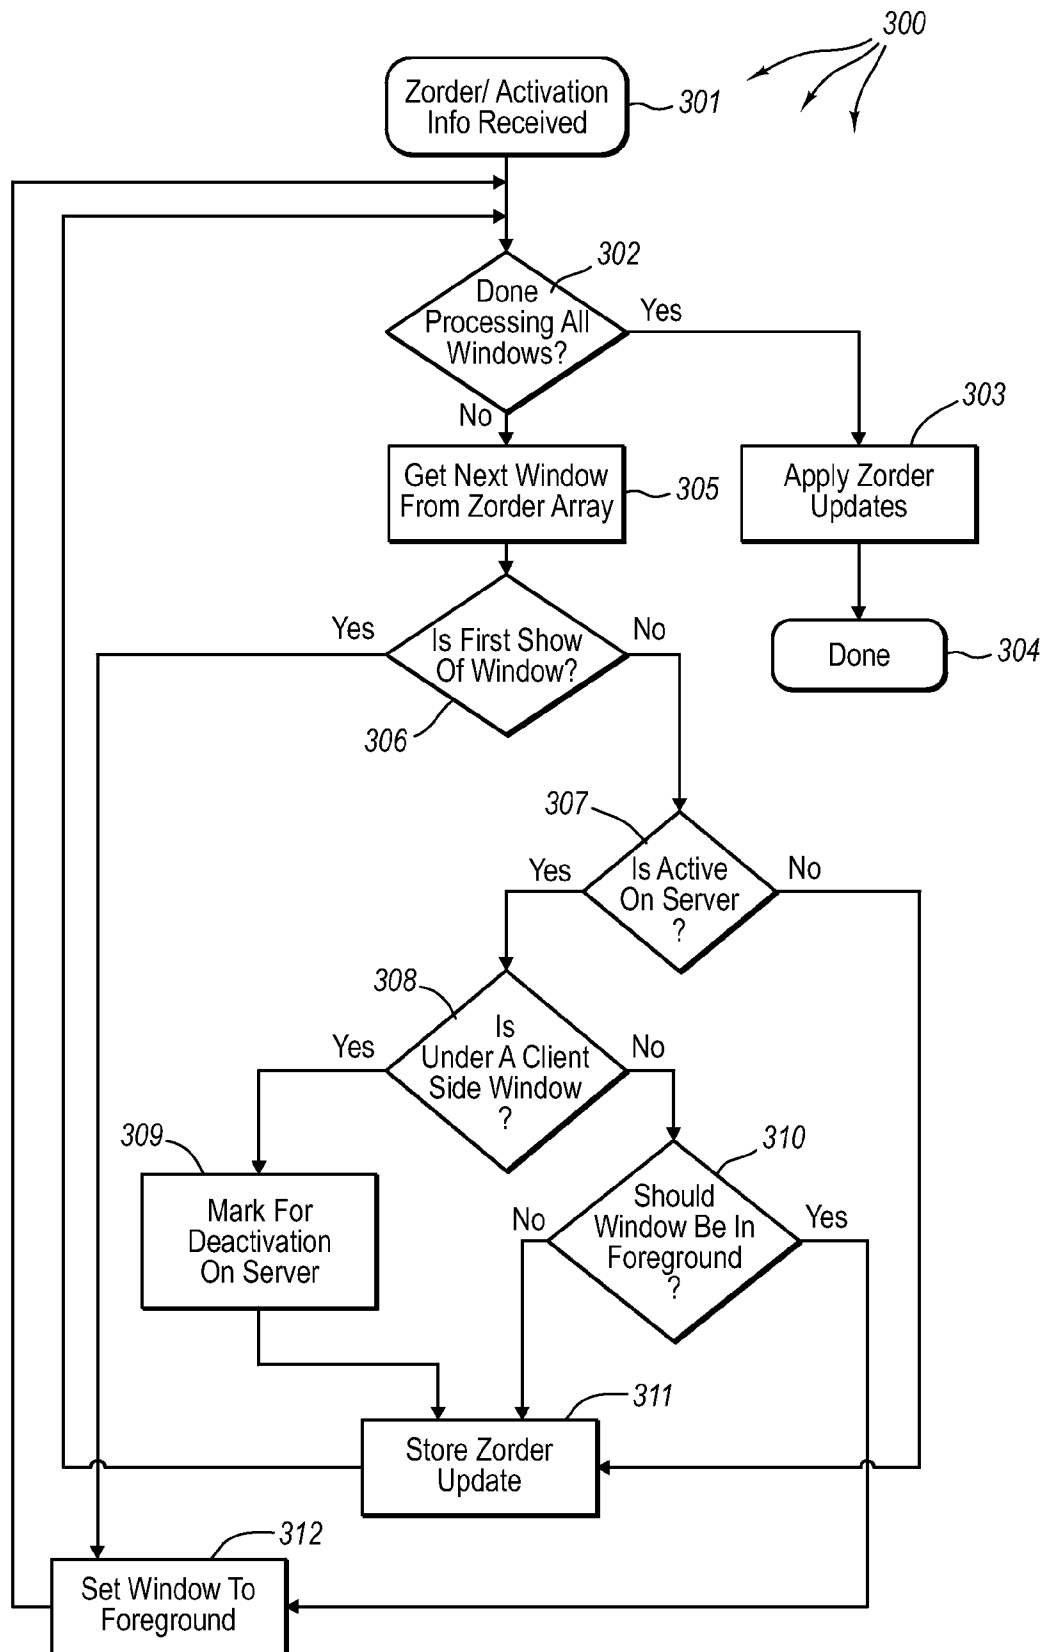 300
Zorder/ Activation
Info Received
301
302
Done
Processing All
Windows?
Yes
No
303
Get Next Window
From Zorder Array
305
Apply Zorder
Updates
Yes
Is First Show
Of Window?
No
306
Done
304
307
Yes
Is Active
On Server
?
No
308
Yes
Is
Under A Client
Side Window
?
No
309
310
Mark For
Deactivation
On Server
No
Should
Window Be In
Foreground
?
Yes
311
Store Zorder
Update
312
Set Window To
Foreground